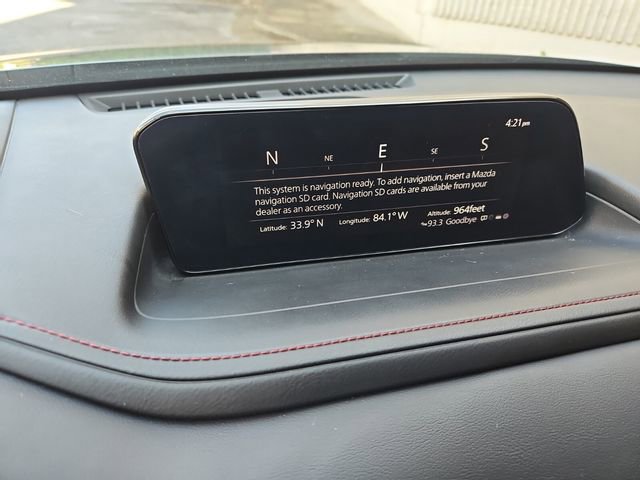 4:21pm
N NE E SE S
This system is navigation ready. To add navigation, insert a Mazda
navigation SD card. Navigation SD cards are available from your
dealer as an accessory.
Latitude: 33.9° N Longitude: 84.1° W Altitude: 964feet
93.3 Goodbye